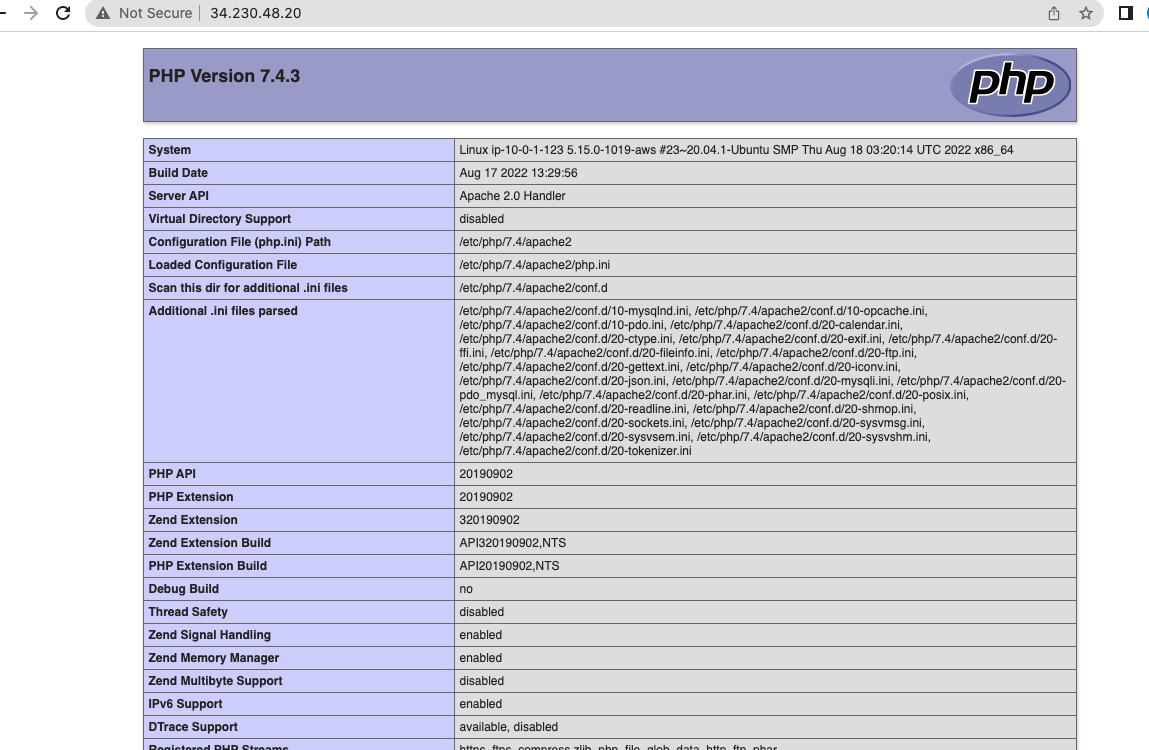 Not Secure 34.230.48.20
PHP Version 7.4.3
php
System Linux ip-10-0-1-123 5.15.0-1019-aws #23~20.04.1-Ubuntu SMP Thu Aug 18 03:20:14 UTC 2022 x86_64
Build Date Aug 17 2022 13:29:56
Server API Apache 2.0 Handler
Virtual Directory Support disabled
Configuration File (php.ini) Path /etc/php/7.4/apache2
Loaded Configuration File /etc/php/7.4/apache2/php.ini
Scan this dir for additional .ini files /etc/php/7.4/apache2/conf.d
Additional .ini files parsed /etc/php/7.4/apache2/conf.d/10-mysqlnd.ini, /etc/php/7.4/apache2/conf.d/10-opcache.ini,
/etc/php/7.4/apache2/conf.d/10-pdo.ini, /etc/php/7.4/apache2/conf.d/20-calendar.ini,
/etc/php/7.4/apache2/conf.d/20-ctype.ini, /etc/php/7.4/apache2/conf.d/20-exif.ini, /etc/php/7.4/apache2/conf.d/20-
ffi.ini, /etc/php/7.4/apache2/conf.d/20-fileinfo.ini, /etc/php/7.4/apache2/conf.d/20-ftp.ini,
/etc/php/7.4/apache2/conf.d/20-gettext.ini, /etc/php/7.4/apache2/conf.d/20-iconv.ini,
/etc/php/7.4/apache2/conf.d/20-json.ini, /etc/php/7.4/apache2/conf.d/20-mysqli.ini, /etc/php/7.4/apache2/conf.d/20-
pdo_mysql.ini, /etc/php/7.4/apache2/conf.d/20-phar.ini, /etc/php/7.4/apache2/conf.d/20-posix.ini,
/etc/php/7.4/apache2/conf.d/20-readline.ini, /etc/php/7.4/apache2/conf.d/20-shmop.ini,
/etc/php/7.4/apache2/conf.d/20-sockets.ini, /etc/php/7.4/apache2/conf.d/20-sysvmsg.ini,
/etc/php/7.4/apache2/conf.d/20-sysvsem.ini, /etc/php/7.4/apache2/conf.d/20-sysvshm.ini,
/etc/php/7.4/apache2/conf.d/20-tokenizer.ini
PHP API 20190902
PHP Extension 20190902
Zend Extension 320190902
Zend Extension Build API320190902,NTS
PHP Extension Build API20190902,NTS
Debug Build no
Thread Safety disabled
Zend Signal Handling enabled
Zend Memory Manager enabled
Zend Multibyte Support disabled
IPv6 Support enabled
DTrace Support available, disabled
Registered PHP Streams https, ftps, compress.zlib, php, file, glob, data, http, ftp, phar